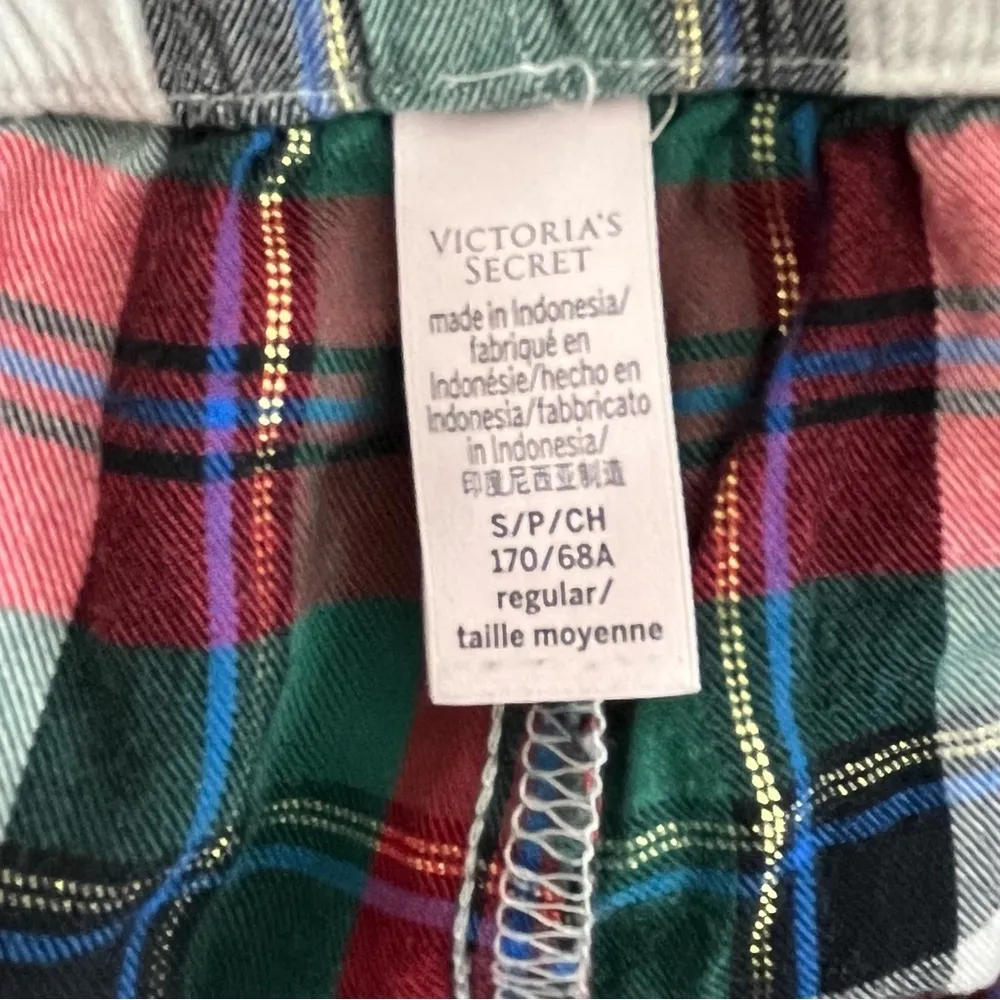 VICTORIA'S
SECRET
made in Indonesia/
fabriqué en
Indonésie/hecho en
Indonesia/fabbricato
in Indonesia/
印度尼西亚制造
S/P/CH
170/68A
regular/
taille moyenne